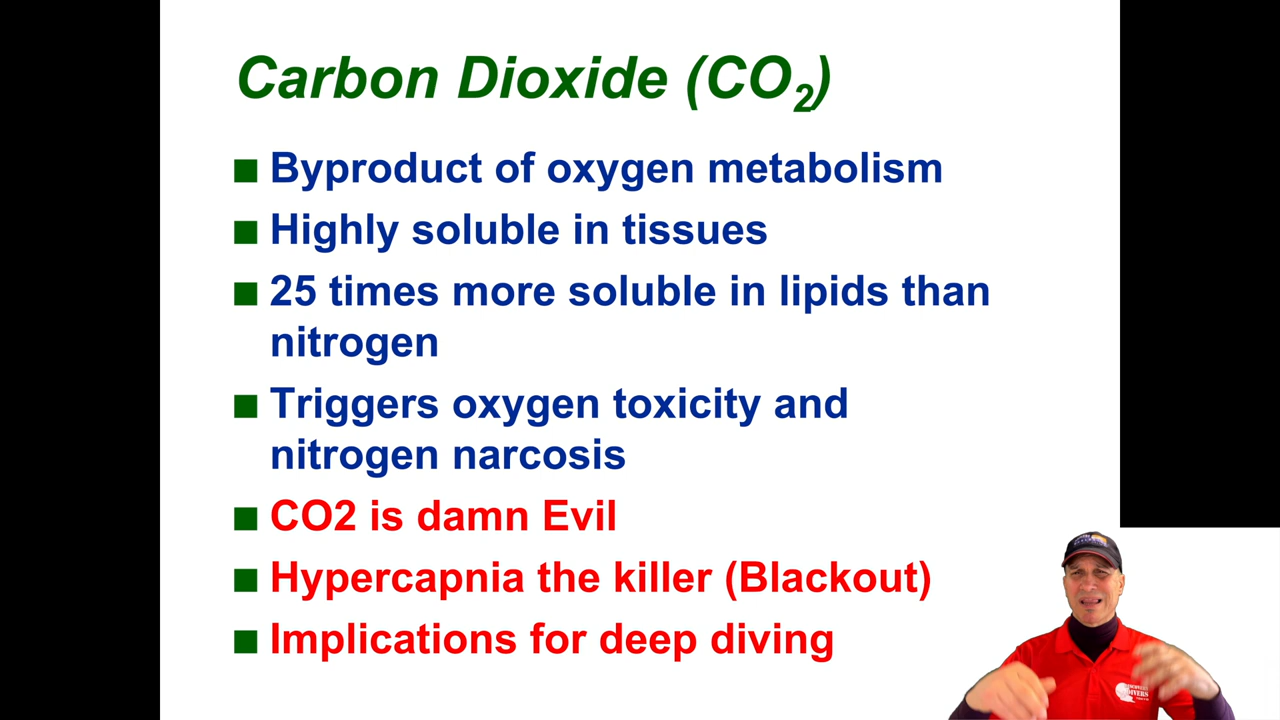 Carbon Dioxide (CO₂)
Byproduct of oxygen metabolism
Highly soluble in tissues
25 times more soluble in lipids than
nitrogen
Triggers oxygen toxicity and
nitrogen narcosis
CO2 is damn Evil
Hypercapnia the killer (Blackout)
Implications for deep diving
DIVERS